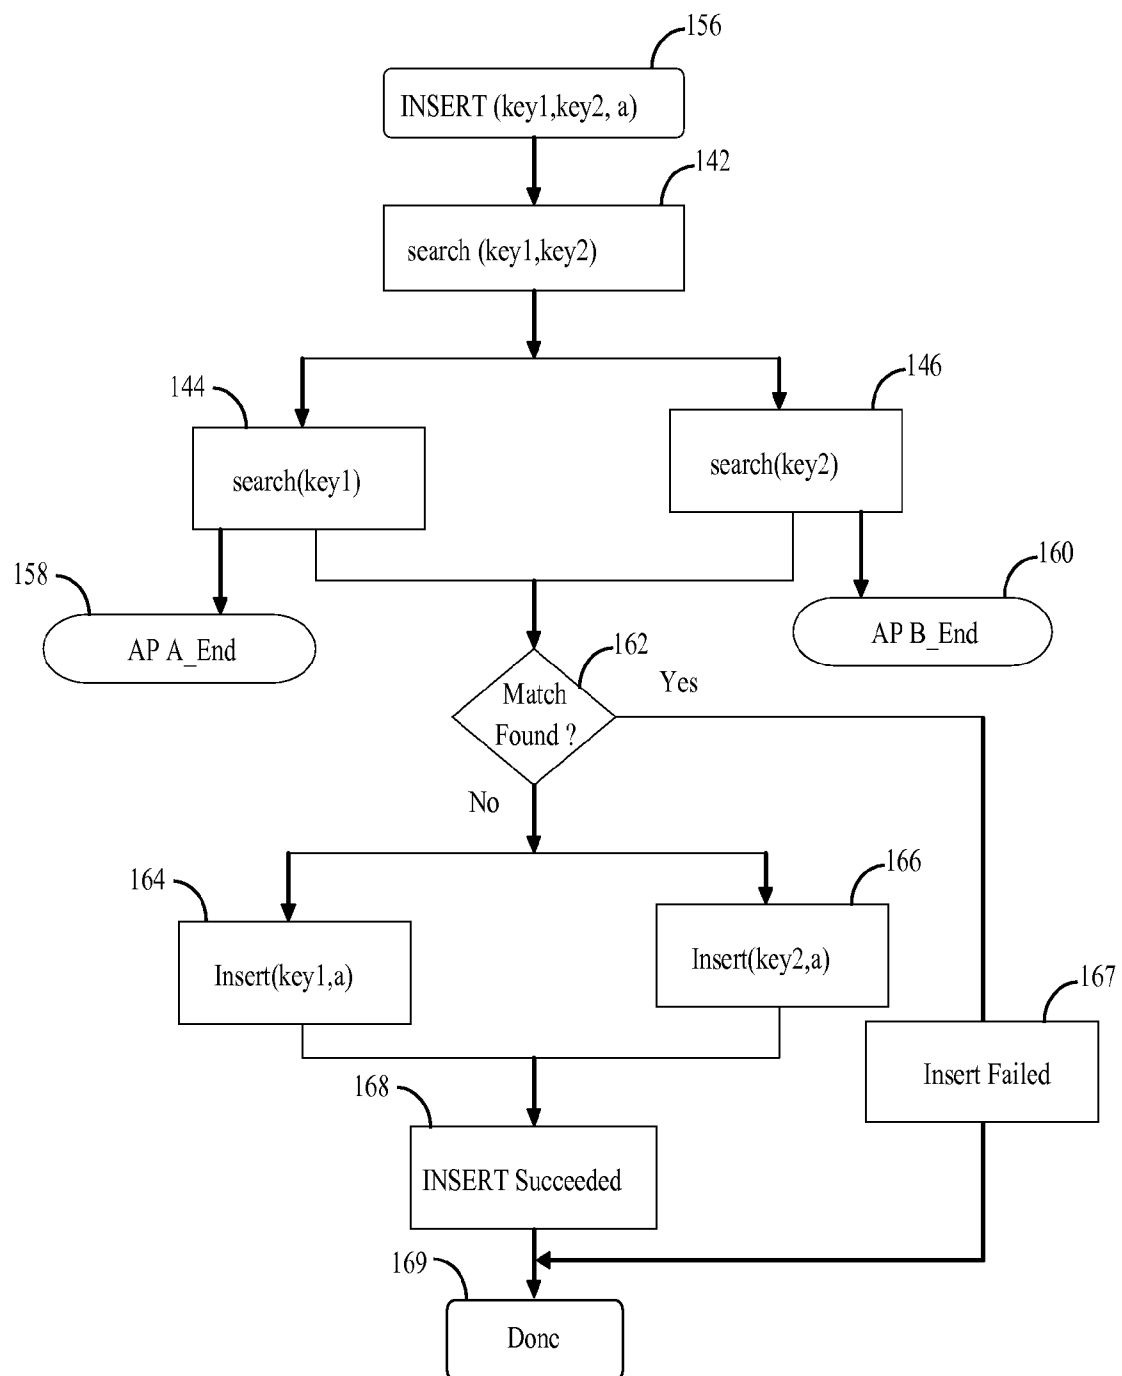 156
INSERT (key1,key2, a)
142
search (key1,key2)
144
146
search(key1)
search(key2)
158
160
AP A_End
AP B_End
162
Match
Found ?
Yes
No
164
166
Insert(key1,a)
Insert(key2,a)
167
Insert Failed
168
INSERT Succeeded
169
Done